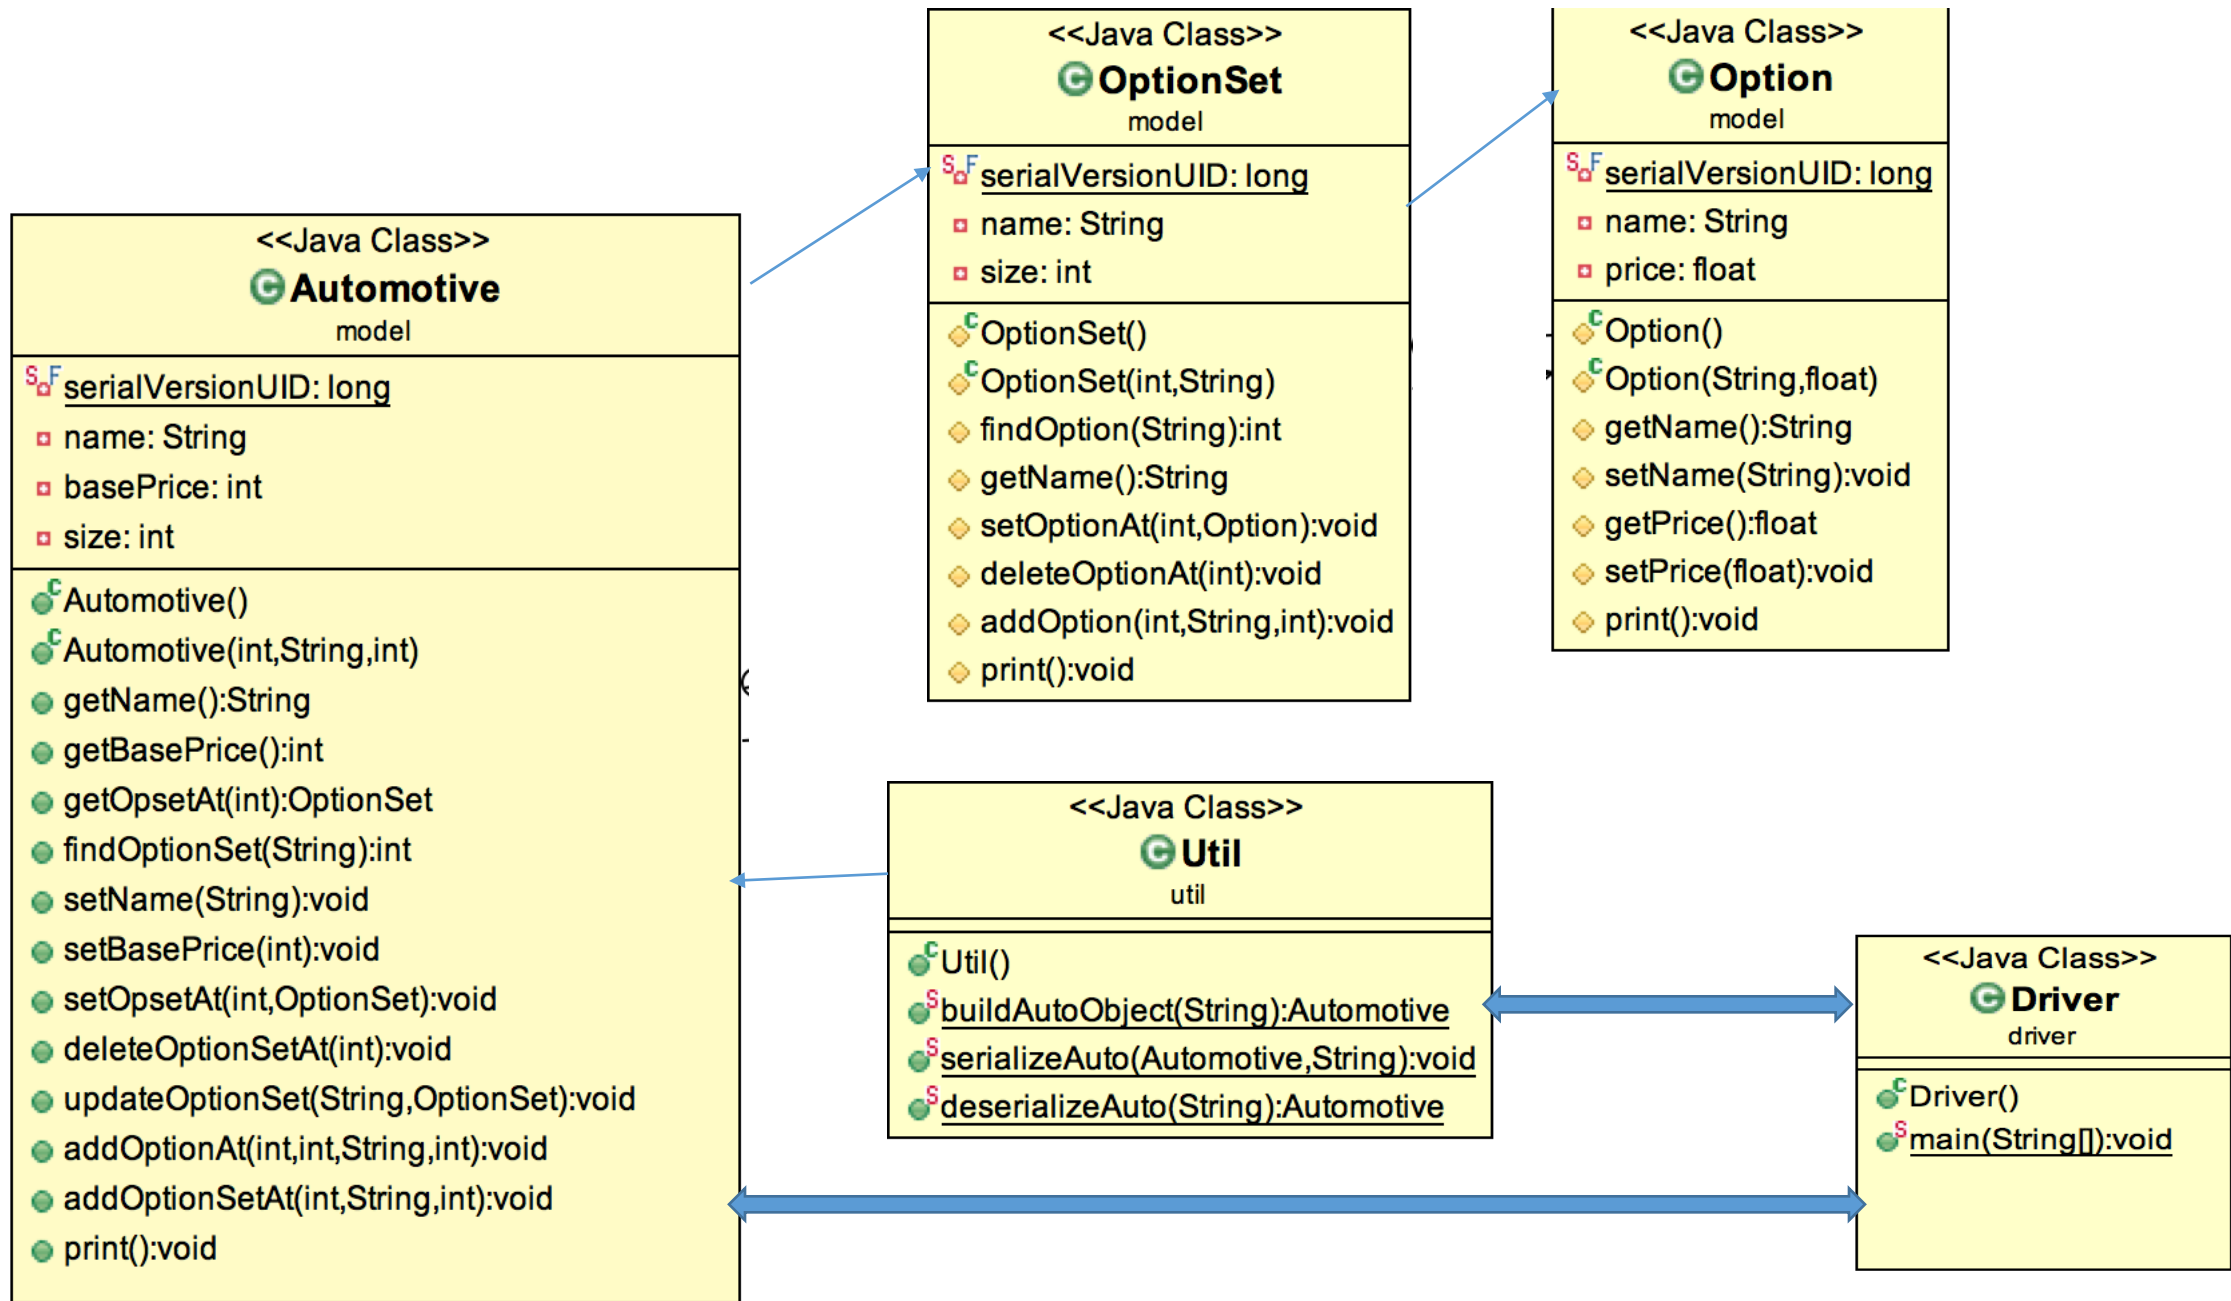 <<Java Class>>
Automotive
model
serialVersionUID: long
name: String
basePrice: int
size: int
Automotive()
Automotive(int,String,int)
getName():String
getBasePrice():int
getOpsetAt(int):OptionSet
findOptionSet(String):int
setName(String):void
setBasePrice(int):void
setOpsetAt(int,OptionSet):void
deleteOptionSetAt(int):void
updateOptionSet(String,OptionSet):void
addOptionAt(int,int,String,int):void
addOptionSetAt(int,String,int):void
print():void
<<Java Class>>
OptionSet
model
serialVersionUID: long
name: String
size: int
OptionSet()
OptionSet(int,String)
findOption(String):int
getName():String
setOptionAt(int,Option):void
deleteOptionAt(int):void
addOption(int,String,int):void
print():void
<<Java Class>>
Option
model
serialVersionUID: long
name: String
price: float
Option()
Option(String,float)
getName():String
setName(String):void
getPrice():float
setPrice(float):void
print():void
<<Java Class>>
Util
util
Util()
buildAutoObject(String):Automotive
serializeAuto(Automotive,String):void
deserializeAuto(String):Automotive
<<Java Class>>
Driver
driver
Driver()
main(String[]):void